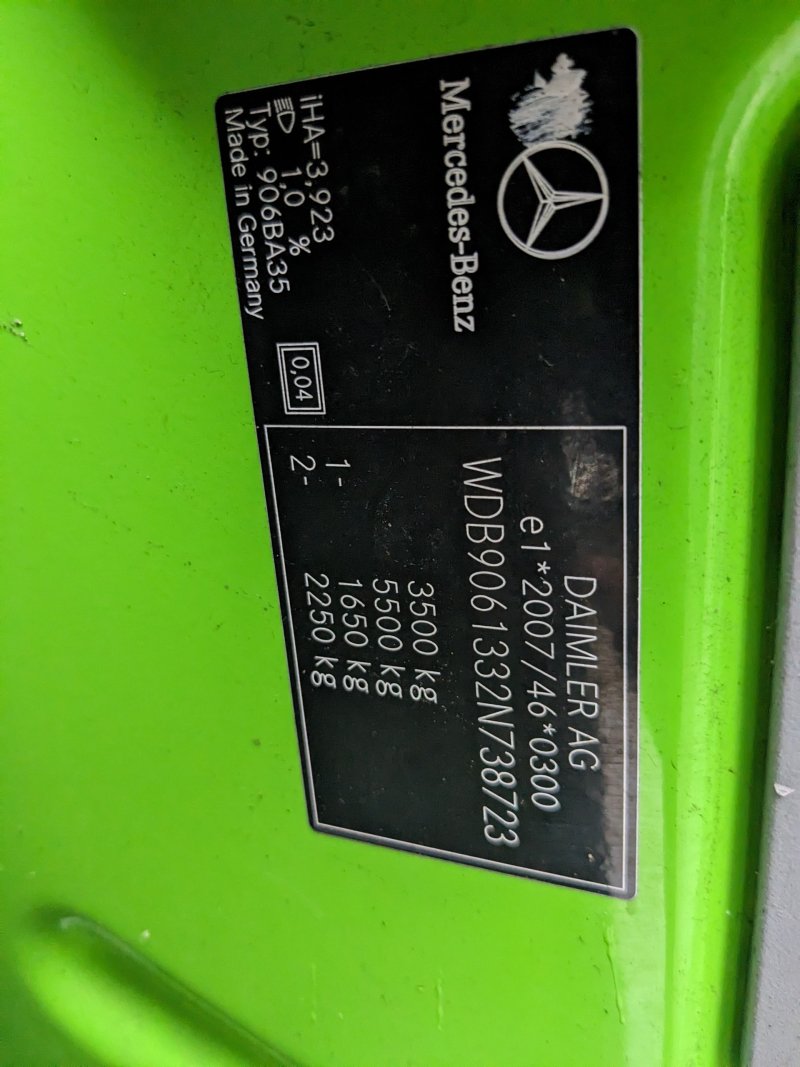 Mercedes-Benz
iHA=3,923
1,0 %
Typ: 906BA35
Made in Germany
0,04
DAIMLER AG
e1*2007/46*0300
WDB9061332N738723
3500 kg
5500 kg
1- 1650 kg
2- 2250 kg